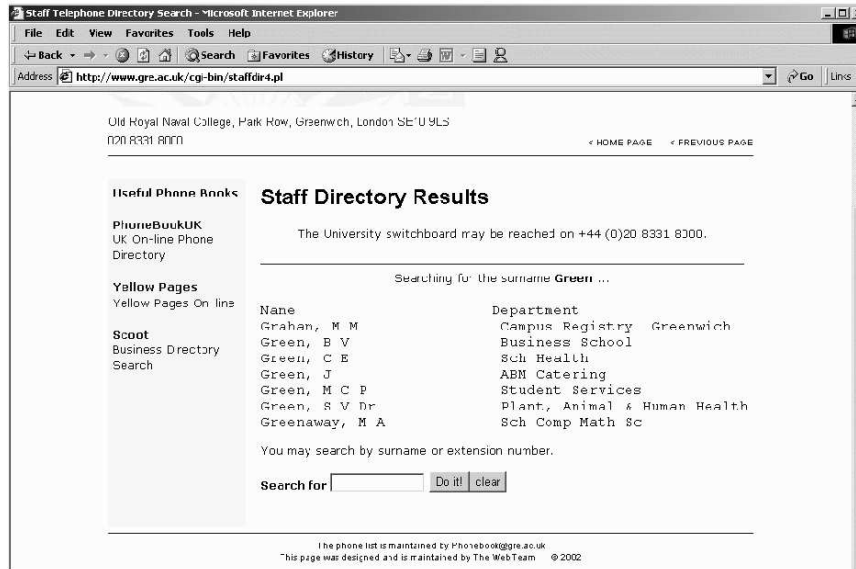 Staff Telephone Directory Search - Microsoft Internet Explorer
File Edit View Favorites Tools Help
Back Search Favorites History
Address http://www.gre.ac.uk/cgi-bin/staffdir4.pl Go Links
Old Royal Naval College, Park Row, Greenwich, London SE10 9LS
020 8331 8000
< HOME PAGE < PREVIOUS PAGE
Useful Phone Books
PhoneBookUK
UK On-line Phone
Directory
Yellow Pages
Yellow Pages On-line
Scoot
Business Directory
Search
Staff Directory Results
The University switchboard may be reached on +44 (0)20 8331 8000.
Searching for the surname Green ...
Name Department
Graham, M M Campus Registry Greenwich
Green, B V Business School
Green, C E Sch Health
Green, J ABM Catering
Green, M C P Student Services
Green, S V Dr Plant, Animal & Human Health
Greenaway, M A Sch Comp Math Sc
You may search by surname or extension number.
Search for Do it! clear
The phone list is maintained by Phonebook@gre.ac.uk
This page was designed and is maintained by The Web Team © 2002